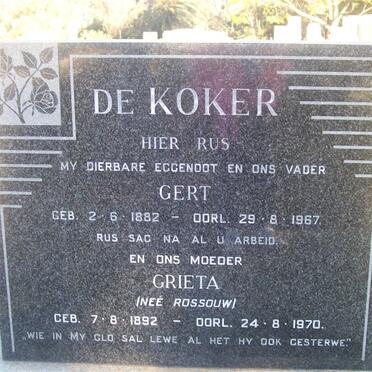 DE KOKER
HIER RUS
MY DIERBARE EGGENOOT EN ONS VADER
GERT
GEB. 2-6-1882 - OORL. 29-8-1967.
RUS SAG NA AL U ARBEID.
EN ONS MOEDER
GRIETA
(NEÉ ROSSOUW)
GEB. 7-8-1892 - OORL. 24-8-1970.
„WIE IN MY GLO SAL LEWE AL HET HY OOK GESTERWE."